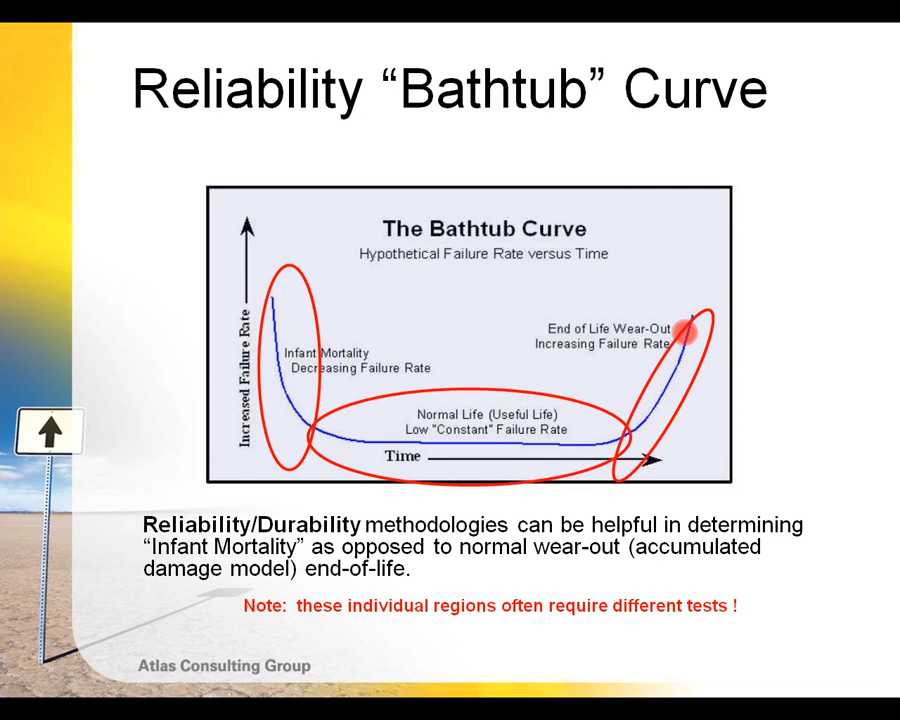 Reliability “Bathtub” Curve
The Bathtub Curve
Hypothetical Failure Rate versus Time
Increased Failure Rate
End of Life Wear-Out
Increasing Failure Rate
Infant Mortality
Decreasing Failure Rate
Normal Life (Useful Life)
Low "Constant" Failure Rate
Time
Reliability/Durability methodologies can be helpful in determining
“Infant Mortality” as opposed to normal wear-out (accumulated
damage model) end-of-life.
Note: these individual regions often require different tests !
Atlas Consulting Group